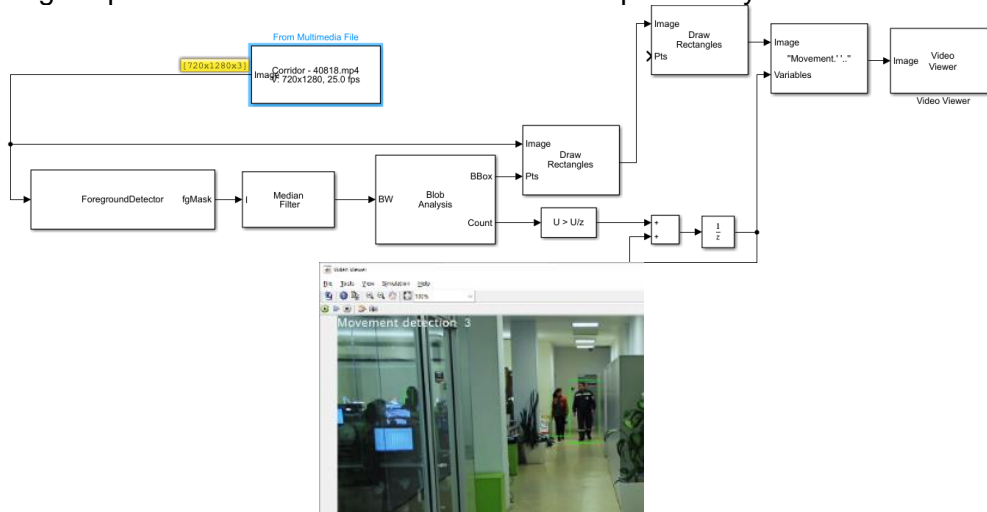 From Multimedia File
[720x1280x3]
Image
Corridor - 40818.mp4
V: 720x1280, 25.0 fps
Image
Draw
Rectangles
Pts
Image
"Movement.' '.."
Variables
Image
Video
Viewer
Video Viewer
Image
Draw
Rectangles
Pts
ForegroundDetector
fgMask
I
Median
Filter
BW
Blob
Analysis
BBox
Count
U > U/z
+
+
1
z
Video Viewer
File Tools View Simulation Help
100%
Movement detection 3